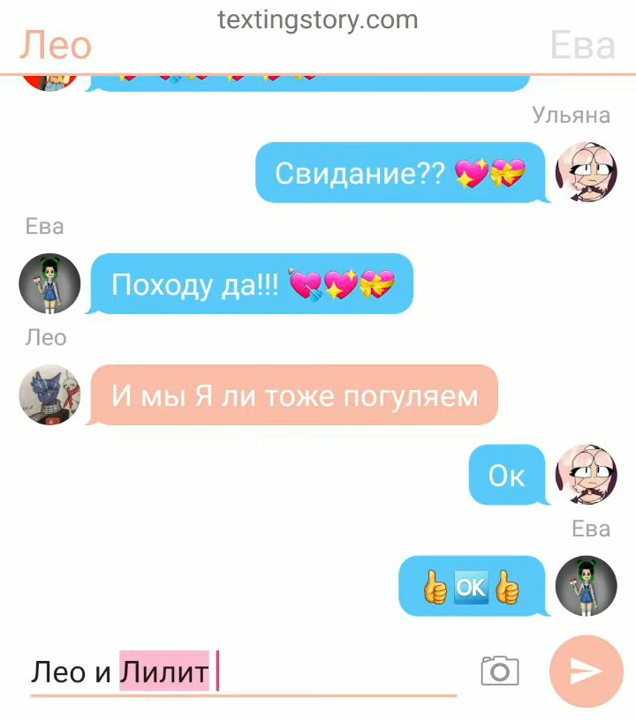 textingstory.com
Лео
Ева
Ульяна
Свидание?? 💖💝
Ева
Походу да!!! 💘💖💝
Лео
И мы Я ли тоже погуляем
Ок
Ева
👍🆗👍
Лео и Лилит